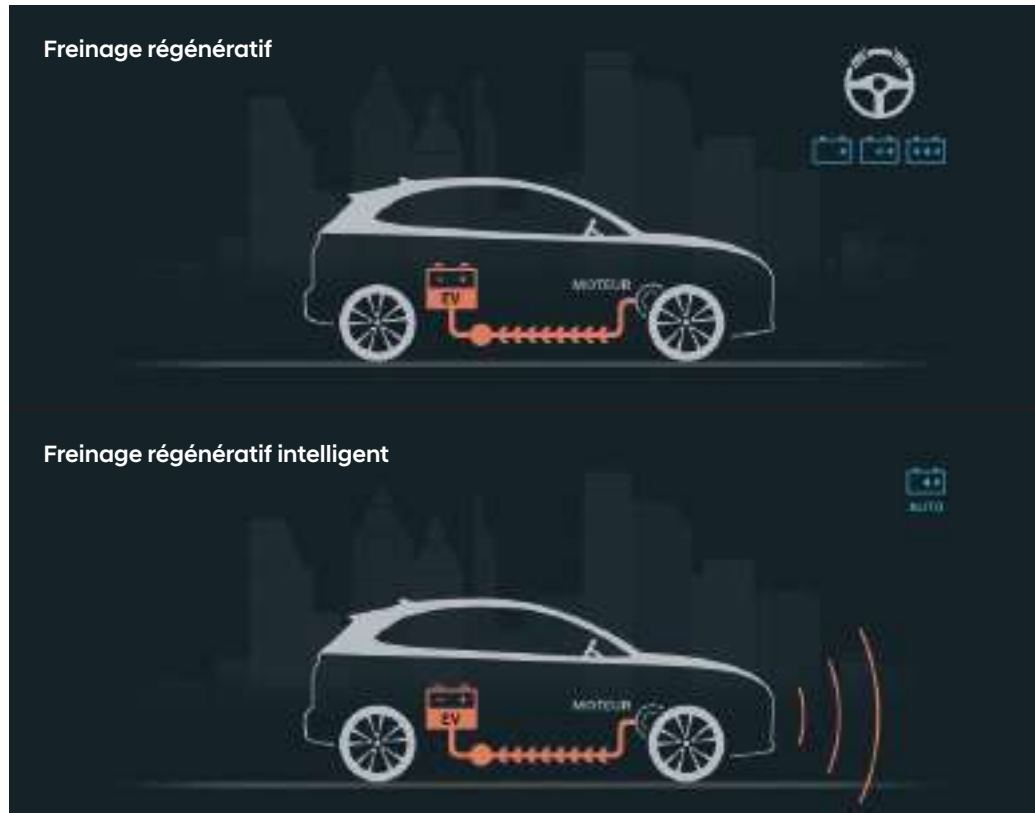 Freinage régénératif
MOTEUR
EV
Freinage régénératif intelligent
AUTO
MOTEUR
EV